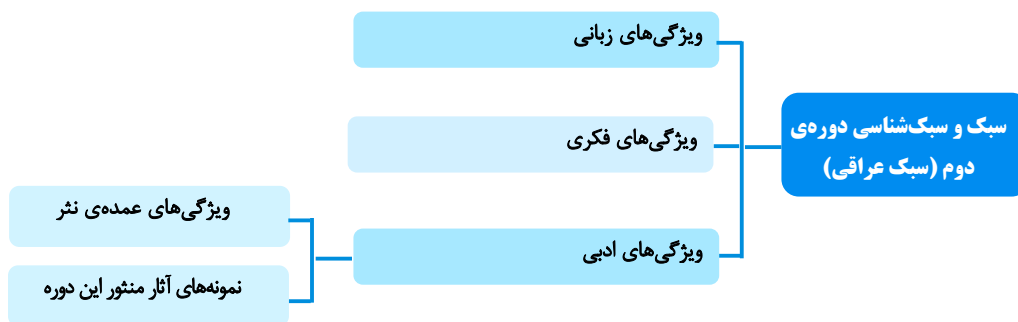 سبک و سبک‌شناسی دوره‌ی
دوم (سبک عراقی)
ویژگی‌های زبانی
ویژگی‌های فکری
ویژگی‌های ادبی
ویژگی‌های عمده‌ی نثر
نمونه‌های آثار منثور این دوره